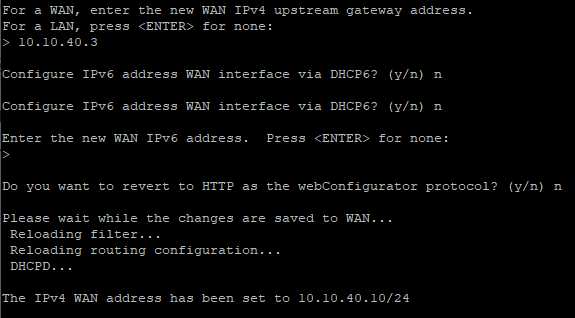 For a WAN, enter the new WAN IPv4 upstream gateway address.
For a LAN, press <ENTER> for none:
> 10.10.40.3
Configure IPv6 address WAN interface via DHCP6? (y/n) n
Configure IPv6 address WAN interface via DHCP6? (y/n) n
Enter the new WAN IPv6 address.  Press <ENTER> for none:
>
Do you want to revert to HTTP as the webConfigurator protocol? (y/n) n
Please wait while the changes are saved to WAN...
 Reloading filter...
 Reloading routing configuration...
 DHCPD...
The IPv4 WAN address has been set to 10.10.40.10/24